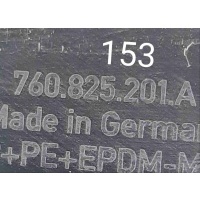 153
760.825.201.A
Made in German
+PE+EPDM-M